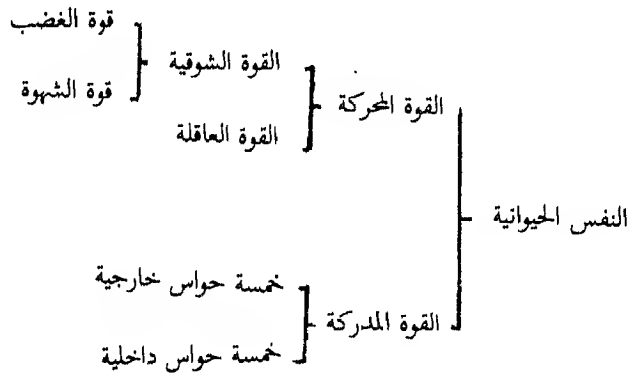 قوة الغضب
القوة الشوقية
قوة الشهوة
القوة المحركة
القوة العاقلة
النفس الحيوانية
خمسة حواس خارجية
القوة المدركة
خمسة حواس داخلية